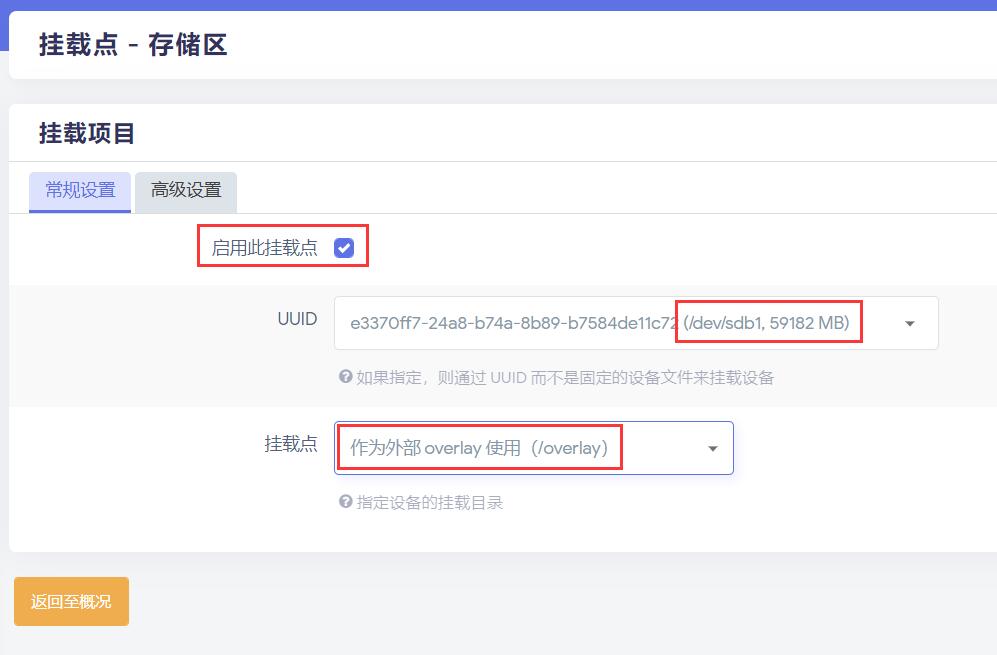 挂载点 - 存储区
挂载项目
常规设置 高级设置
启用此挂载点
UUID e3370ff7-24a8-b74a-8b89-b7584de11c72 (/dev/sdb1, 59182 MB)
如果指定，则通过 UUID 而不是固定的设备文件来挂载设备
挂载点 作为外部 overlay 使用（/overlay）
指定设备的挂载目录
返回至概况